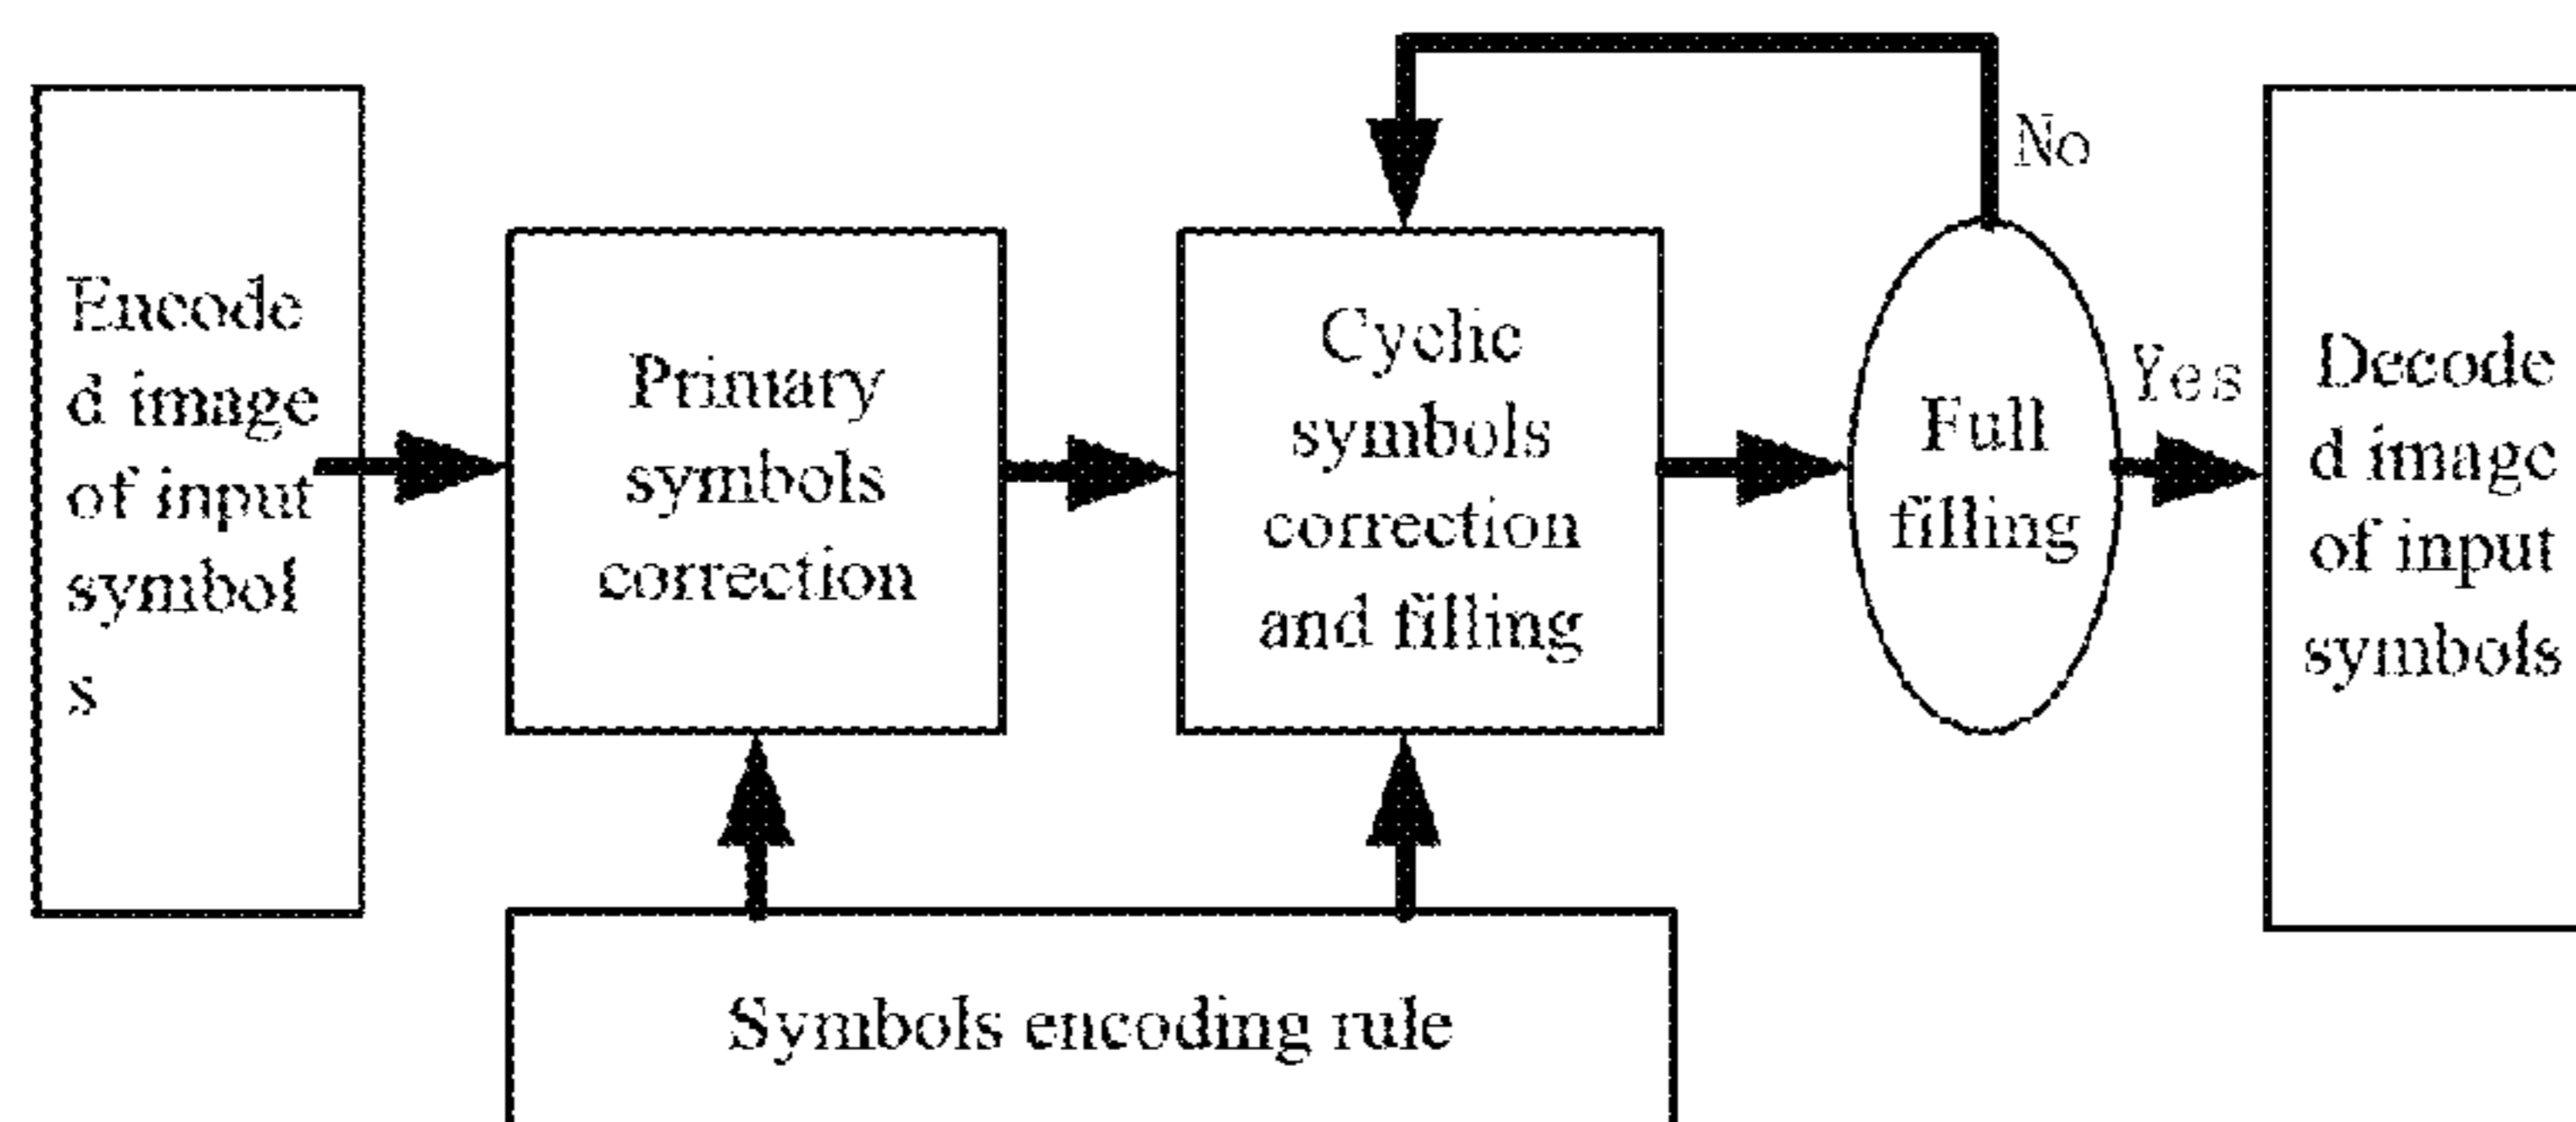 Encode
d image
of input
symbol
s
Primary
symbols
correction
Cyclic
symbols
correction
and filling
No
Full
filling
Yes
Decode
d image
of input
symbols
Symbols encoding rule